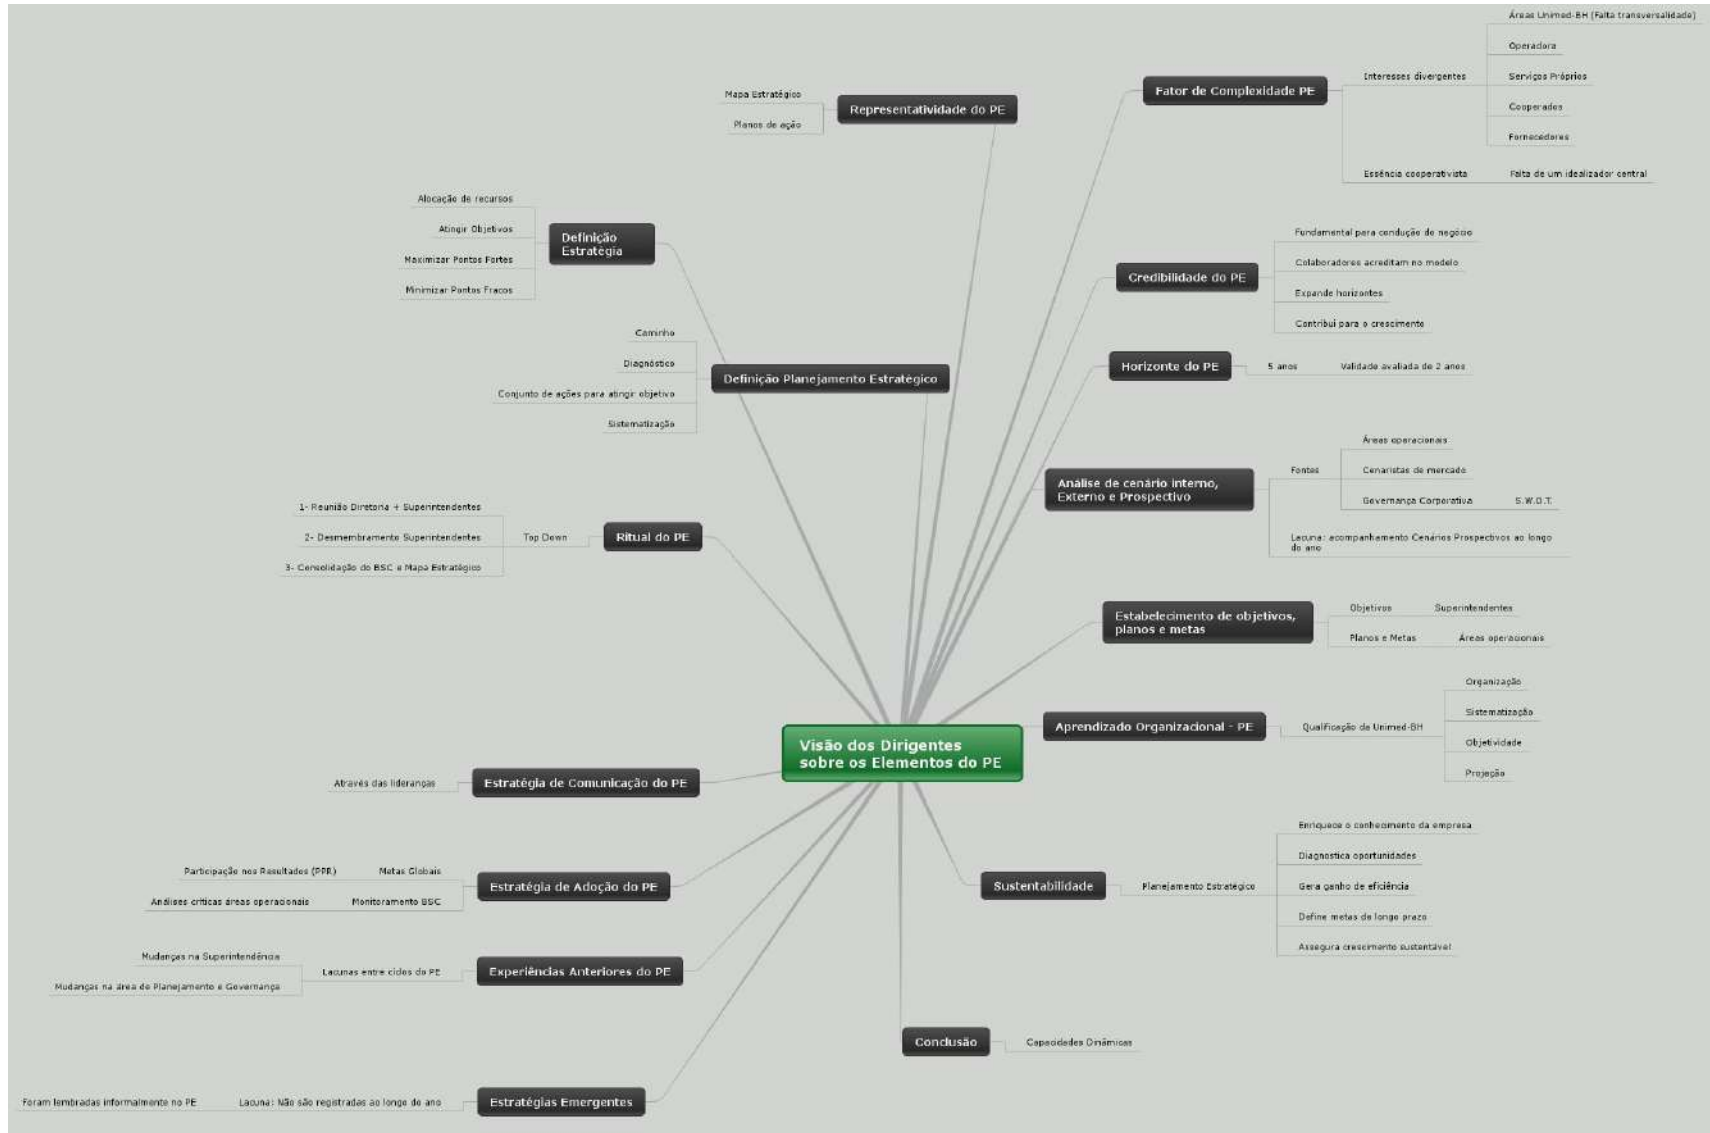 Visão dos Dirigentes
sobre os Elementos do PE
Representatividade do PE
Mapa Estratégico
Planos de ação
Definição
Estratégia
Alocação de recursos
Atingir Objetivos
Maximizar Pontos Fortes
Minimizar Pontos Fracos
Definição Planejamento Estratégico
Caminho
Diagnóstico
Conjunto de ações para atingir objetivo
Sistematização
Ritual do PE
Top Down
1- Reunião Diretoria + Superintendentes
2- Desmembramento Superintendentes
3- Consolidação do BSC e Mapa Estratégico
Estratégia de Comunicação do PE
Através das lideranças
Estratégia de Adoção do PE
Metas Globais
Participação nos Resultados (PPR)
Monitoramento BSC
Análises críticas áreas operacionais
Experiências Anteriores do PE
Lacunas entre ciclos do PE
Mudanças na Superintendência
Mudanças na área de Planejamento e Governança
Estratégias Emergentes
Lacuna: Não são registradas ao longo do ano
Foram lembradas informalmente no PE
Fator de Complexidade PE
Interesses divergentes
Áreas Unimed-BH (Falta transversalidade)
Operadora
Serviços Próprios
Cooperados
Fornecedores
Essência cooperativista
Falta de um idealizador central
Credibilidade do PE
Fundamental para condução do negócio
Colaboradores acreditam no modelo
Expande horizontes
Contribui para o crescimento
Horizonte do PE
5 anos
Validade avaliada de 2 anos
Análise de cenário interno,
Externo e Prospectivo
Fontes
Áreas operacionais
Cenaristas de mercado
Governança Corporativa
S.W.O.T.
Lacuna: acompanhamento Cenários Prospectivos ao longo
do ano
Estabelecimento de objetivos,
planos e metas
Objetivos
Superintendentes
Planos e Metas
Áreas operacionais
Aprendizado Organizacional - PE
Qualificação da Unimed-BH
Organização
Sistematização
Objetividade
Projeção
Sustentabilidade
Planejamento Estratégico
Enriquece o conhecimento da empresa
Diagnostica oportunidades
Gera ganho de eficiência
Define metas de longo prazo
Assegura crescimento sustentável
Conclusão
Capacidades Dinâmicas